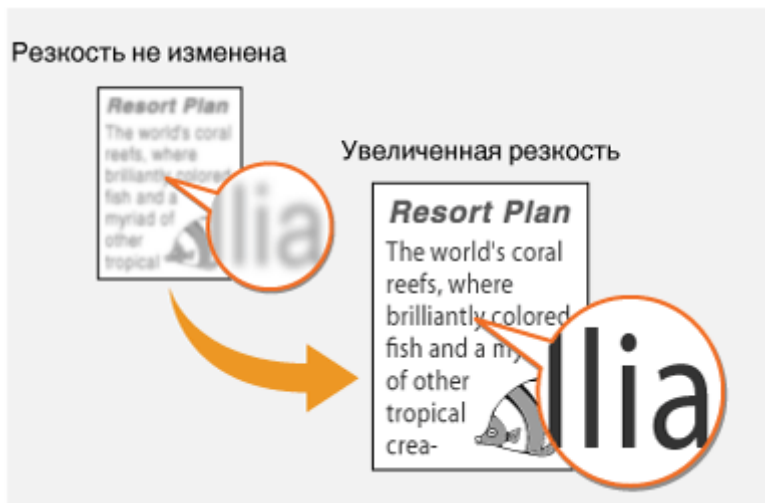 Резкость не изменена
Resort Plan
The world's coral
reefs, where
brilliantly colored
fish and a
myriad of
other
tropical
llia
Увеличенная резкость
Resort Plan
The world's coral
reefs, where
brilliantly colored
fish and a my
of other
tropical
crea-
llia